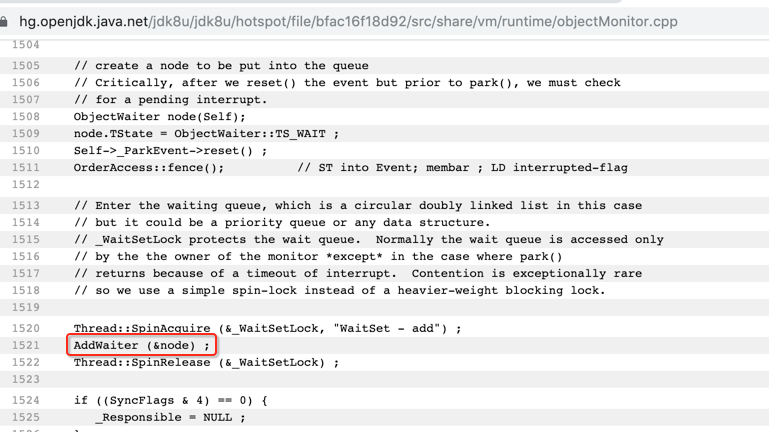 hg.openjdk.java.net/jdk8u/jdk8u/hotspot/file/bfac16f18d92/src/share/vm/runtime/objectMonitor.cpp
1504
1505 // create a node to be put into the queue
1506 // Critically, after we reset() the event but prior to park(), we must check
1507 // for a pending interrupt.
1508 ObjectWaiter node(Self);
1509 node.TState = ObjectWaiter::TS_WAIT ;
1510 Self->_ParkEvent->reset() ;
1511 OrderAccess::fence();          // ST into Event; membar ; LD interrupted-flag
1512
1513 // Enter the waiting queue, which is a circular doubly linked list in this case
1514 // but it could be a priority queue or any data structure.
1515 // _WaitSetLock protects the wait queue.  Normally the wait queue is accessed only
1516 // by the the owner of the monitor *except* in the case where park()
1517 // returns because of a timeout of interrupt.  Contention is exceptionally rare
1518 // so we use a simple spin-lock instead of a heavier-weight blocking lock.
1519
1520 Thread::SpinAcquire (&_WaitSetLock, "WaitSet - add") ;
1521 AddWaiter (&node) ;
1522 Thread::SpinRelease (&_WaitSetLock) ;
1523
1524 if ((SyncFlags & 4) == 0) {
1525    _Responsible = NULL ;